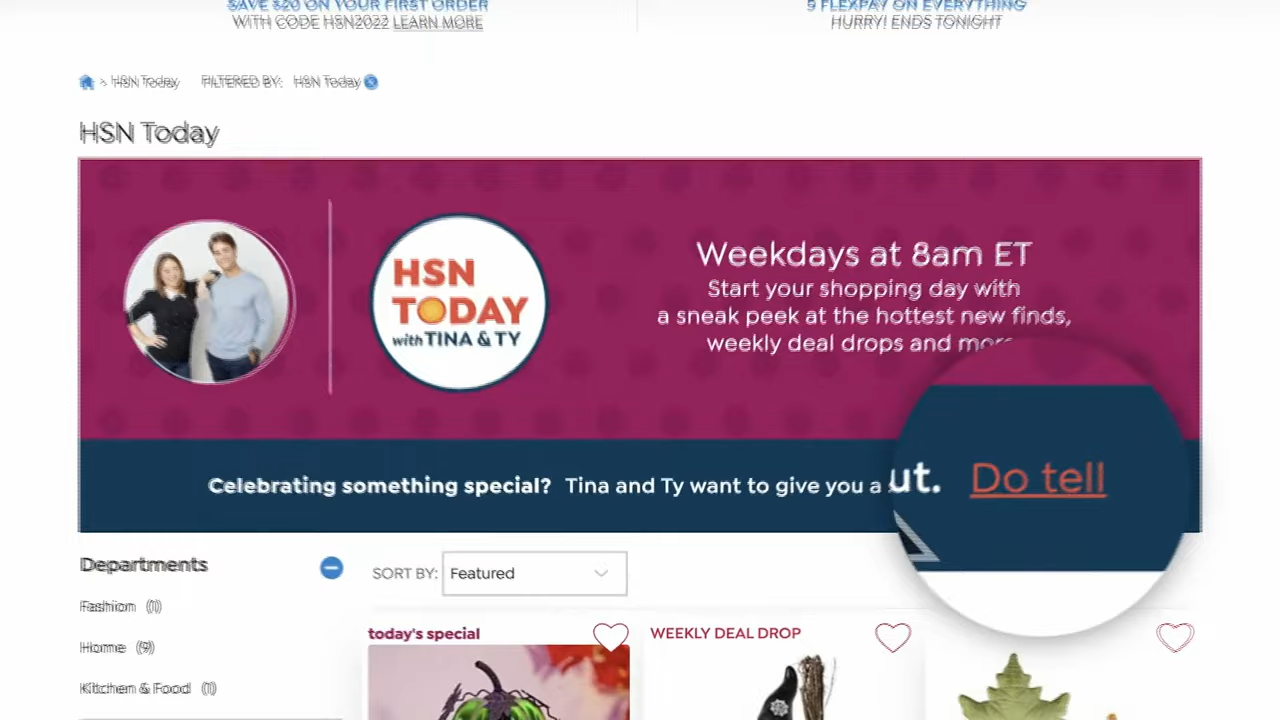 SAVE $20 ON YOUR FIRST ORDER
WITH CODE HSN2022 LEARN MORE
5 FLEXPAY ON EVERYTHING
HURRY! ENDS TONIGHT
> HSN Today FILTERED BY: HSN Today
HSN Today
HSN
TODAY
with TINA & TY
Weekdays at 8am ET
Start your shopping day with
a sneak peek at the hottest new finds,
weekly deal drops and more
Celebrating something special? Tina and Ty want to give you a
ut. Do tell
Departments
SORT BY: Featured
Fashion (1)
Home (9)
Kitchen & Food (1)
today's special
WEEKLY DEAL DROP